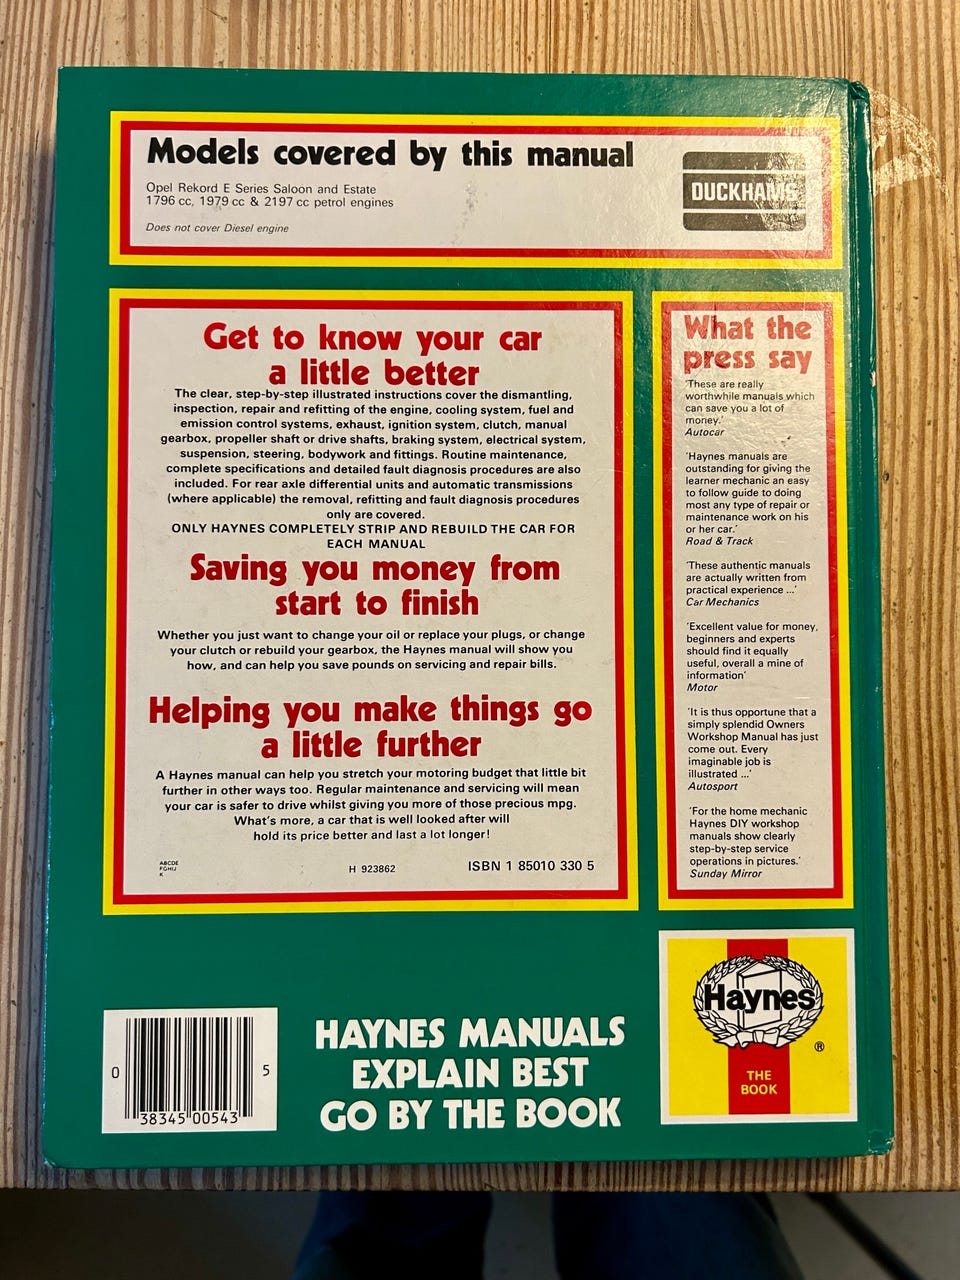 Models covered by this manual
Opel Rekord E Series Saloon and Estate
1796 cc, 1979 cc & 2197 cc petrol engines
Does not cover Diesel engine
DUCKHAMS
Get to know your car
a little better
The clear, step-by-step illustrated instructions cover the dismantling,
inspection, repair and refitting of the engine, cooling system, fuel and
emission control systems, exhaust, ignition system, clutch, manual
gearbox, propeller shaft or drive shafts, braking system, electrical system,
suspension, steering, bodywork and fittings. Routine maintenance,
complete specifications and detailed fault diagnosis procedures are also
included. For rear axle differential units and automatic transmissions
(where applicable) the removal, refitting and fault diagnosis procedures
only are covered.
ONLY HAYNES COMPLETELY STRIP AND REBUILD THE CAR FOR
EACH MANUAL
Saving you money from
start to finish
Whether you just want to change your oil or replace your plugs, or change
your clutch or rebuild your gearbox, the Haynes manual will show you
how, and can help you save pounds on servicing and repair bills.
Helping you make things go
a little further
A Haynes manual can help you stretch your motoring budget that little bit
further in other ways too. Regular maintenance and servicing will mean
your car is safer to drive whilst giving you more of those precious mpg.
What's more, a car that is well looked after will
hold its price better and last a lot longer!
ABCDE
FGHIJ
K
H 923862
ISBN 1 85010 330 5
What the
press say
'These are really
worthwhile manuals which
can save you a lot of
money.'
Autocar
'Haynes manuals are
outstanding for giving the
learner mechanic an easy
to follow guide to doing
most any type of repair or
maintenance work on his
or her car.'
Road & Track
'These authentic manuals
are actually written from
practical experience ...'
Car Mechanics
'Excellent value for money,
beginners and experts
should find it equally
useful, overall a mine of
information'
Motor
'It is thus opportune that a
simply splendid Owners
Workshop Manual has just
come out. Every
imaginable job is
illustrated ...'
Autosport
'For the home mechanic
Haynes DIY workshop
manuals show clearly
step-by-step service
operations in pictures.'
Sunday Mirror
0 38345 00543 5
HAYNES MANUALS
EXPLAIN BEST
GO BY THE BOOK
Haynes
®
THE
BOOK